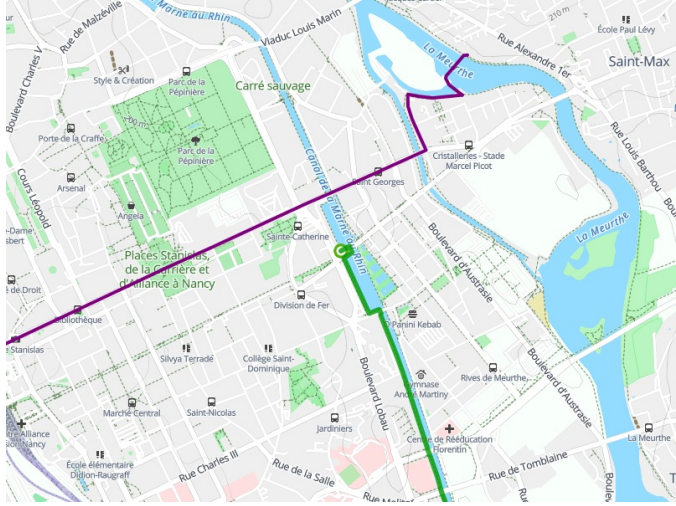 Marne au Rhin
Rue de Malzéville
Viaduc Louis Marin
La Meurthe
Rue Alexandre 1er
210 m
École Paul Lévy
Saint-Max
Boulevard Charles V
Style & Création
Parc de la
Pépinière
Carré sauvage
Porte de la Craffe
Parc de la
Pépinière
Cristalleries - Stade
Marcel Picot
Rue Louis Barthou
Arsenal
Saint Georges
Cours Léopold
Canal de la Marne au Rhin
Angela
Sainte-Catherine
La Meurthe
Places Stanislas,
de la Carrière et
d'Alliance à Nancy
Boulevard d'Austrasie
Division de Fer
Bibliothèque
Panini Kebab
Stanislas
Silvya Terrade
Collège Saint-
Dominique
Boulevard Lobau
Gymnase
André Martiny
Rives de Meurthe
Boulevard d'Austrasie
Marché Central
Saint-Nicolas
Jardiniers
Centre de Rééducation
Florentin
La Meurthe
École élémentaire
Didion-Raugraff
Rue Charles III
Rue de la Salle
Rue de Tomblaine